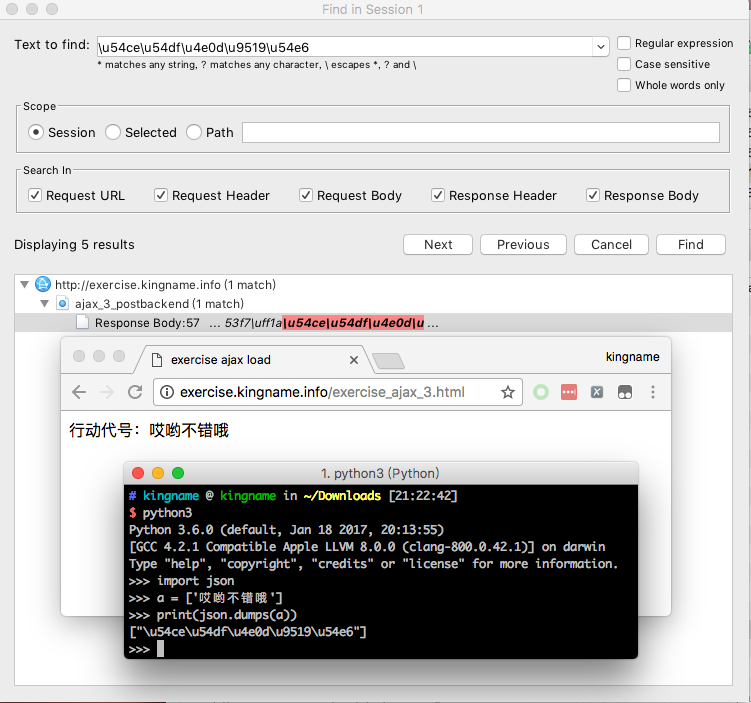 Find in Session 1
Text to find: \u54ce\u54df\u4e0d\u9519\u54e6
* matches any string, ? matches any character, \ escapes *, ? and \
Regular expression
Case sensitive
Whole words only
Scope
Session Selected Path
Search In
Request URL Request Header Request Body Response Header Response Body
Displaying 5 results
Next Previous Cancel Find
http://exercise.kingname.info (1 match)
ajax_3_postbackend (1 match)
Response Body:57 ... 53f7\uff1a\u54ce\u54df\u4e0d\u ...
exercise ajax load
kingname
exercise.kingname.info/exercise_ajax_3.html
行动代号：哎哟不错哦
1. python3 (Python)
# kingname @ kingname in ~/Downloads [21:22:42]
$ python3
Python 3.6.0 (default, Jan 18 2017, 20:13:55)
[GCC 4.2.1 Compatible Apple LLVM 8.0.0 (clang-800.0.42.1)] on darwin
Type "help", "copyright", "credits" or "license" for more information.
>>> import json
>>> a = ['哎哟不错哦']
>>> print(json.dumps(a))
["\u54ce\u54df\u4e0d\u9519\u54e6"]
>>>